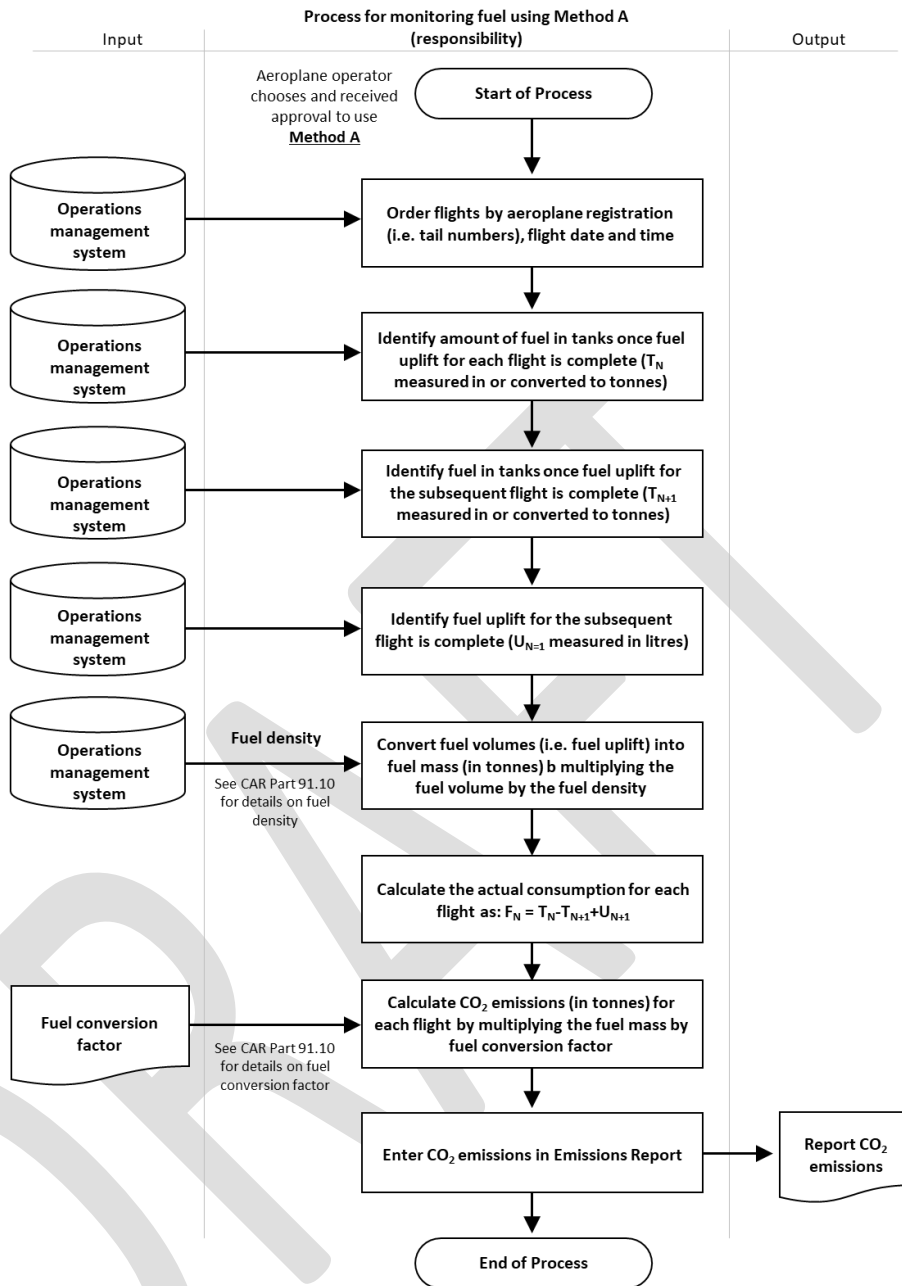 Process for monitoring fuel using Method A
(responsibility)
Input
Output
Aeroplane operator
chooses and received
approval to use
Method A
Start of Process
Operations
management
system
Order flights by aeroplane registration
(i.e. tail numbers), flight date and time
Operations
management
system
Identify amount of fuel in tanks once fuel
uplift for each flight is complete (T_N
measured in or converted to tonnes)
Operations
management
system
Identify fuel in tanks once fuel uplift for
the subsequent flight is complete (T_{N+1}
measured in or converted to tonnes)
Operations
management
system
Identify fuel uplift for the subsequent
flight is complete (U_{N=1} measured in litres)
Operations
management
system
Fuel density
See CAR Part 91.10
for details on fuel
density
Convert fuel volumes (i.e. fuel uplift) into
fuel mass (in tonnes) b multiplying the
fuel volume by the fuel density
Calculate the actual consumption for each
flight as: F_N = T_N-T_{N+1}+U_{N+1}
Fuel conversion
factor
See CAR Part 91.10
for details on fuel
conversion factor
Calculate CO₂ emissions (in tonnes) for
each flight by multiplying the fuel mass by
fuel conversion factor
Enter CO₂ emissions in Emissions Report
Report CO₂
emissions
End of Process
DRAFT